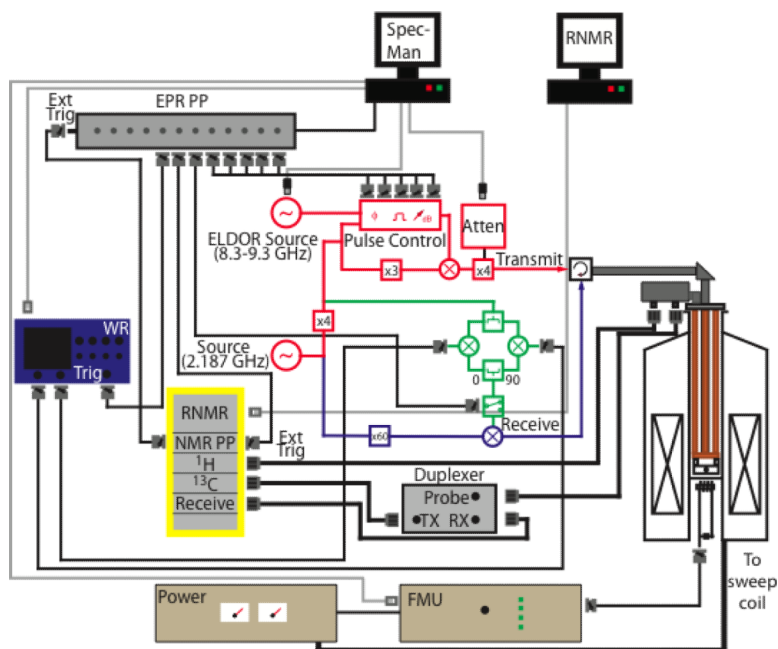 Spec-
Man
RNMR
EPR PP
Ext
Trig
ELDOR Source
(8.3-9.3 GHz)
Pulse Control
Atten
x3
x4
Transmit
x4
WR
Trig
Source
(2.187 GHz)
0
90
x60
Receive
RNMR
NMR PP
Ext
Trig
1H
13C
Receive
Duplexer
Probe
TX RX
To
sweep
coil
Power
FMU